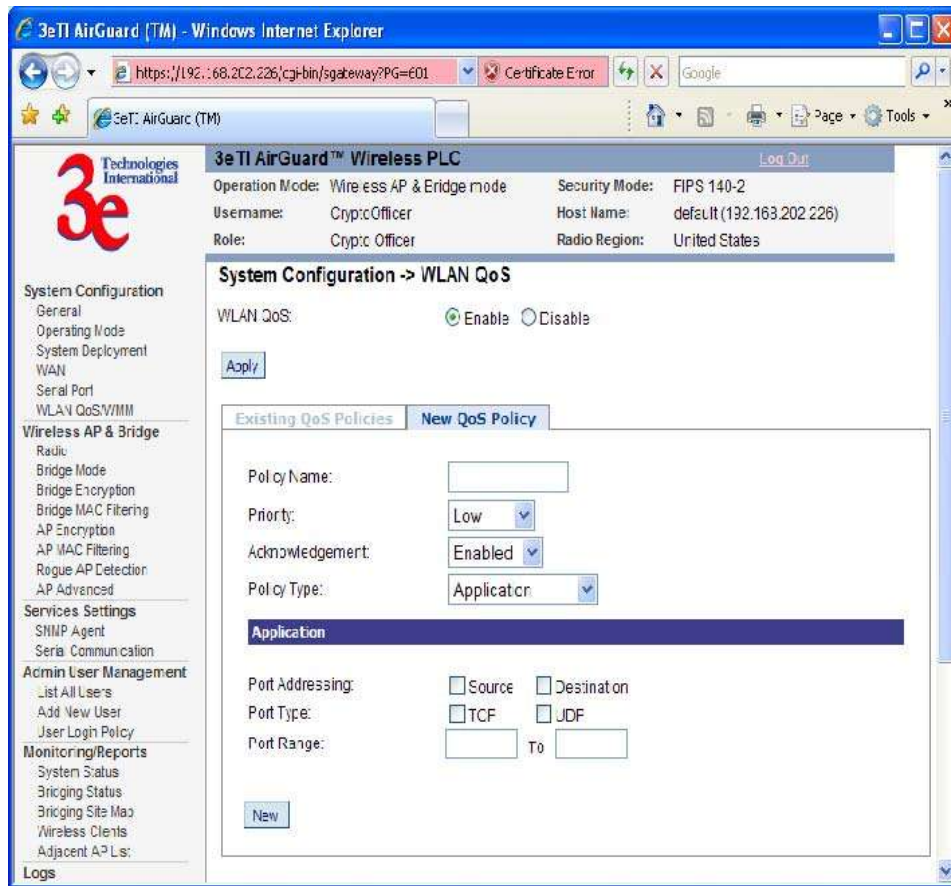 3eTI AirGuard (TM) - Windows Internet Explorer
https://192.168.202.226/cgi-bin/sgateway?PG=601
Certificate Error
Google
3eTI AirGuard (TM)
Page
Tools
3e Technologies International
3eTI AirGuard™ Wireless PLC
Log Out
Operation Mode: Wireless AP & Bridge mode
Security Mode: FIPS 140-2
Username: CryptoOfficer
Host Name: default (192.168.202.226)
Role: Crypto Officer
Radio Region: United States
System Configuration
General
Operating Mode
System Deployment
WAN
Serial Port
WLAN QoS/WMM
Wireless AP & Bridge
Radio
Bridge Mode
Bridge Encryption
Bridge MAC Filtering
AP Encryption
AP MAC Filtering
Rogue AP Detection
AP Advanced
Services Settings
SNMP Agent
Serial Communication
Admin User Management
List All Users
Add New User
User Login Policy
Monitoring/Reports
System Status
Bridging Status
Bridging Site Map
Wireless Clients
Adjacent AP List
Logs
System Configuration -> WLAN QoS
WLAN QoS: Enable Disable
Apply
Existing QoS Policies
New QoS Policy
Policy Name:
Priority: Low
Acknowledgement: Enabled
Policy Type: Application
Application
Port Addressing: Source Destination
Port Type: TCP UDP
Port Range: To
New